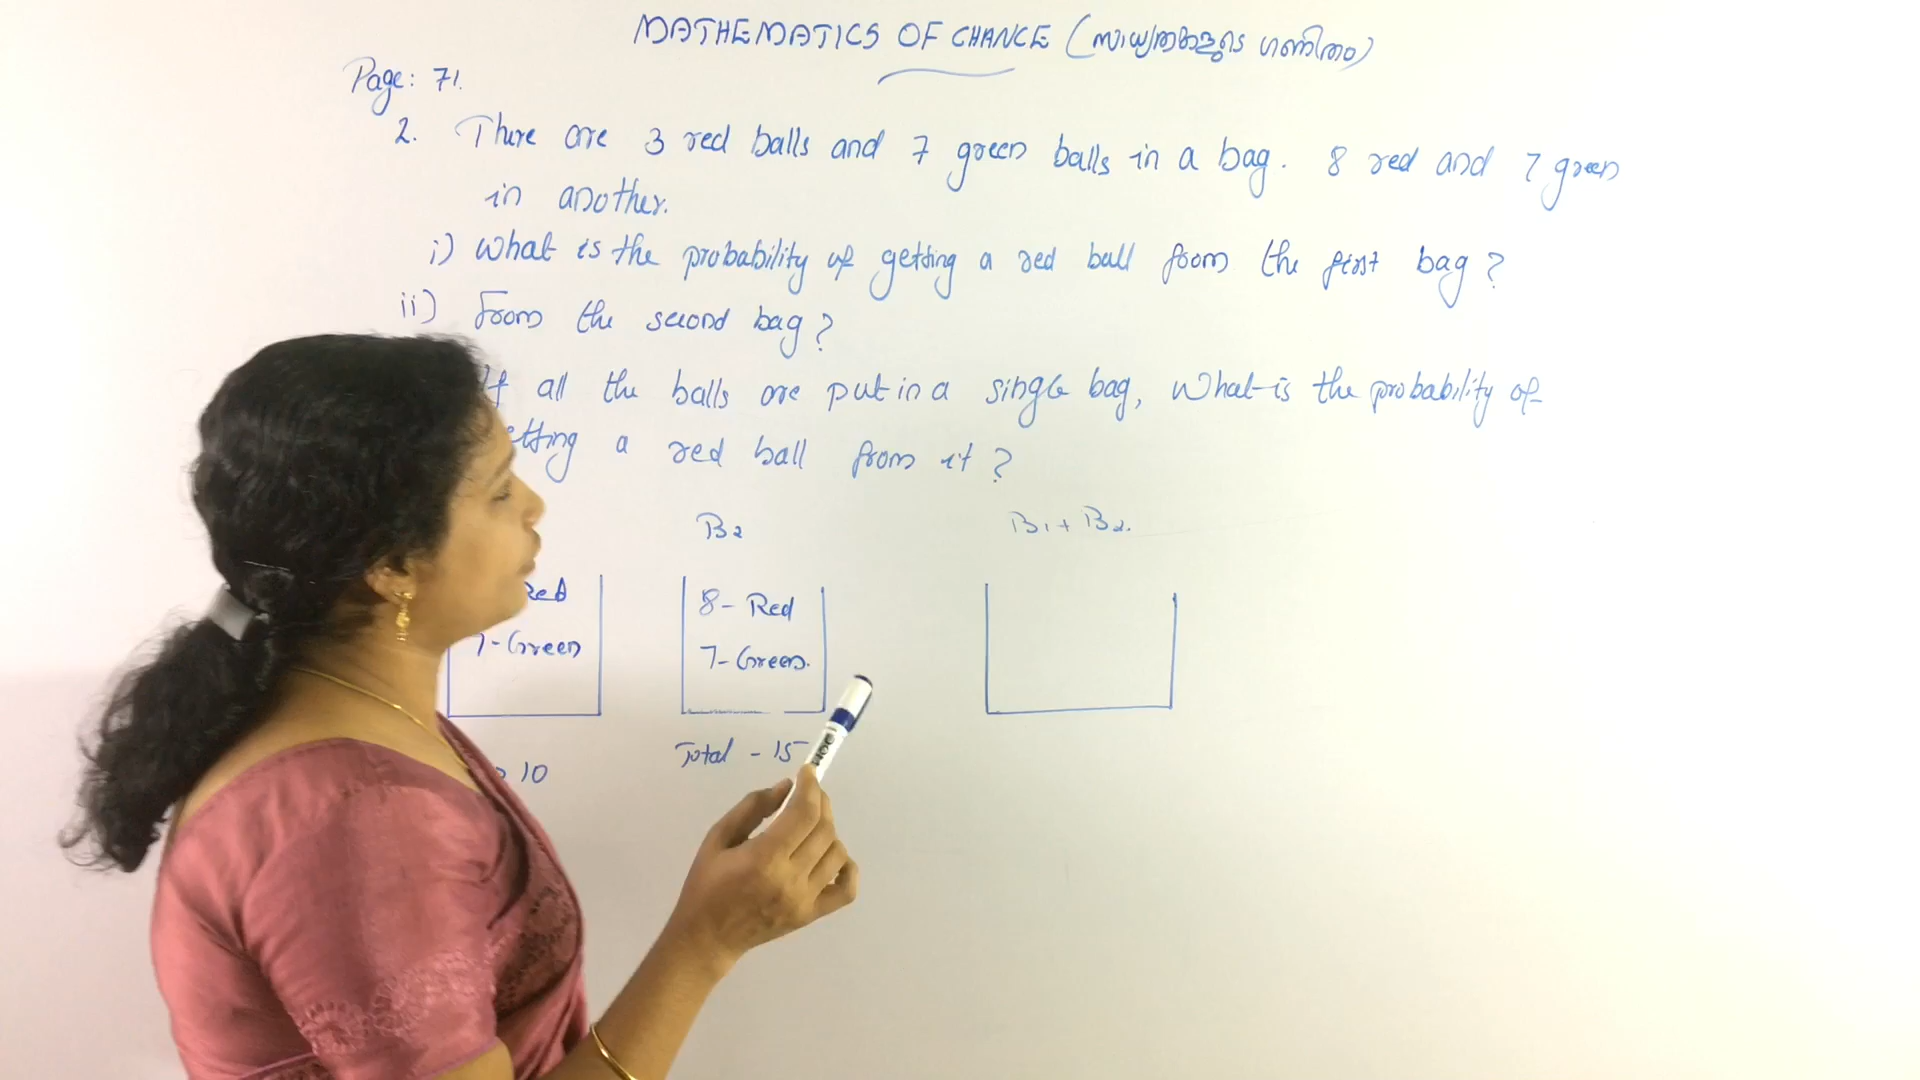 MATHEMATICS OF CHANCE (സാധ്യതകളുടെ ഗണിതം)
Page: 71.
2. There are 3 red balls and 7 green balls in a bag. 8 red and 7 green
in another.
i) What is the probability of getting a red ball from the first bag?
ii) From the second bag?
If all the balls are put in a single bag, What is the probability of
etting a red ball from it?
B2
B1 + B2.
Red
7-Green
8- Red
7- Green.
10
Total - 15